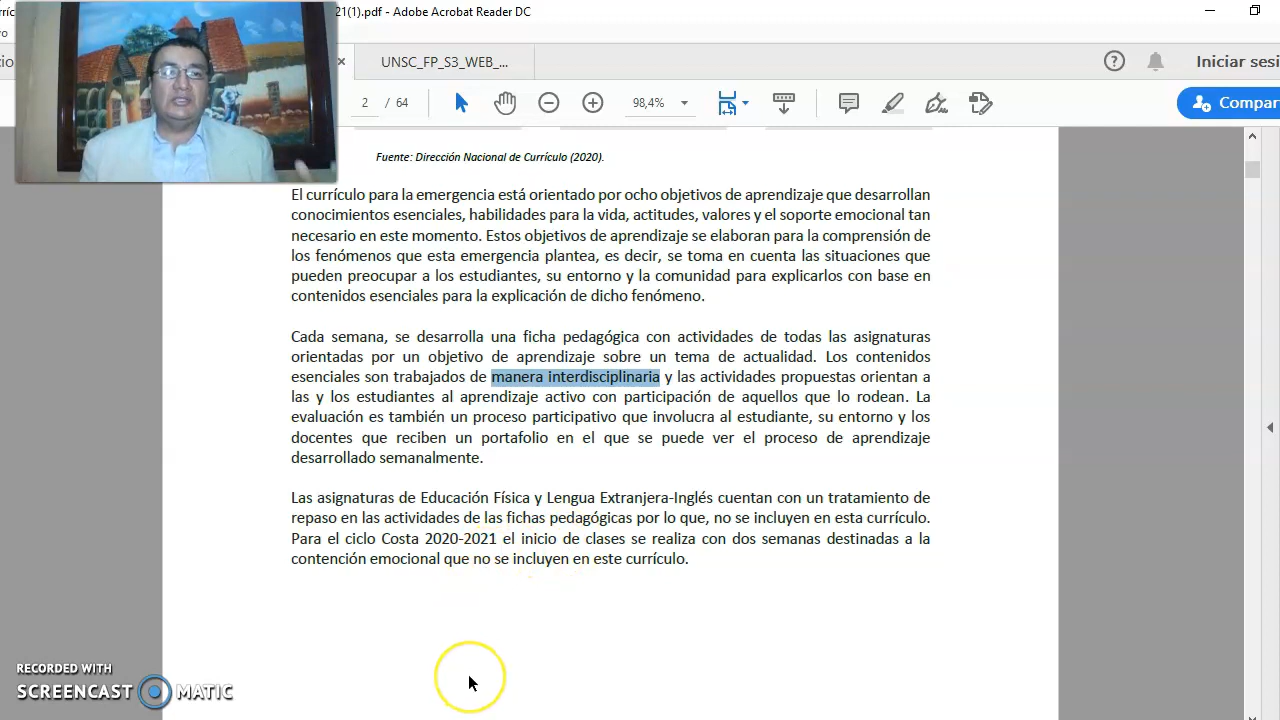 21(1).pdf - Adobe Acrobat Reader DC
UNSC_FP_S3_WEB_...
Iniciar sesi
2 / 64
98,4%
Compar
Fuente: Dirección Nacional de Currículo (2020).
El currículo para la emergencia está orientado por ocho objetivos de aprendizaje que desarrollan
conocimientos esenciales, habilidades para la vida, actitudes, valores y el soporte emocional tan
necesario en este momento. Estos objetivos de aprendizaje se elaboran para la comprensión de
los fenómenos que esta emergencia plantea, es decir, se toma en cuenta las situaciones que
pueden preocupar a los estudiantes, su entorno y la comunidad para explicarlos con base en
contenidos esenciales para la explicación de dicho fenómeno.
Cada semana, se desarrolla una ficha pedagógica con actividades de todas las asignaturas
orientadas por un objetivo de aprendizaje sobre un tema de actualidad. Los contenidos
esenciales son trabajados de manera interdisciplinaria y las actividades propuestas orientan a
las y los estudiantes al aprendizaje activo con participación de aquellos que lo rodean. La
evaluación es también un proceso participativo que involucra al estudiante, su entorno y los
docentes que reciben un portafolio en el que se puede ver el proceso de aprendizaje
desarrollado semanalmente.
Las asignaturas de Educación Física y Lengua Extranjera-Inglés cuentan con un tratamiento de
repaso en las actividades de las fichas pedagógicas por lo que, no se incluyen en esta currículo.
Para el ciclo Costa 2020-2021 el inicio de clases se realiza con dos semanas destinadas a la
contención emocional que no se incluyen en este currículo.
RECORDED WITH
SCREENCAST MATIC